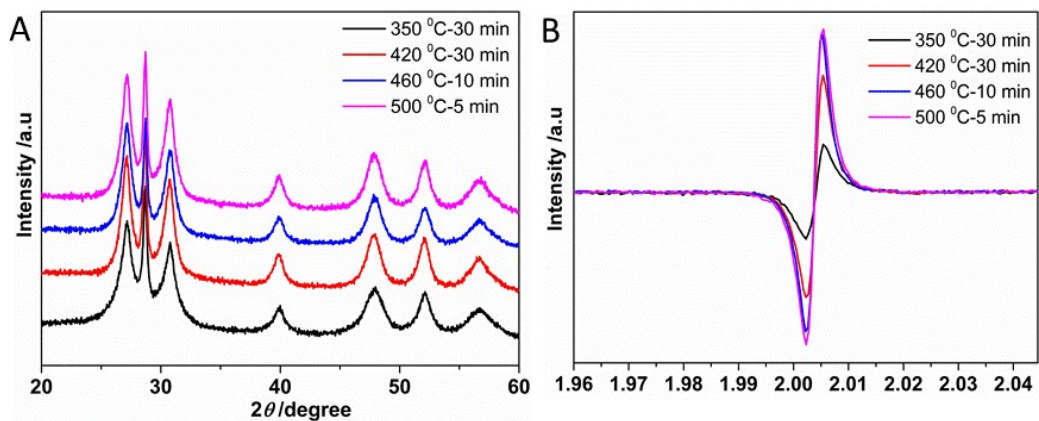 A
350 ⁰C-30 min
420 ⁰C-30 min
460 ⁰C-10 min
500 ⁰C-5 min
Intensity /a.u
20 30 40 50 60
2θ /degree
B
350 ⁰C-30 min
420 ⁰C-30 min
460 ⁰C-10 min
500 ⁰C-5 min
Intensity /a.u
1.96 1.97 1.98 1.99 2.00 2.01 2.02 2.03 2.04